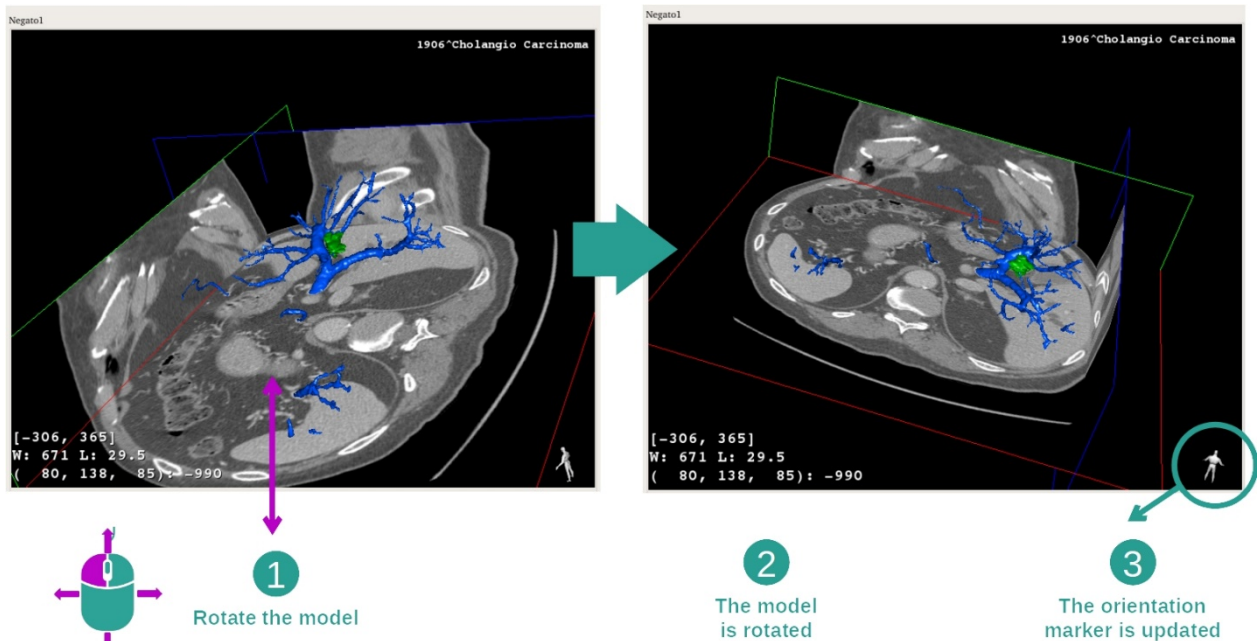 Negato1
1906^Cholangio Carcinoma
[-306, 365]
W: 671 L: 29.5
( 80, 138, 85): -990
Negato1
1906^Cholangio Carcinoma
[-306, 365]
W: 671 L: 29.5
( 80, 138, 85): -990
1
Rotate the model
2
The model
is rotated
3
The orientation
marker is updated